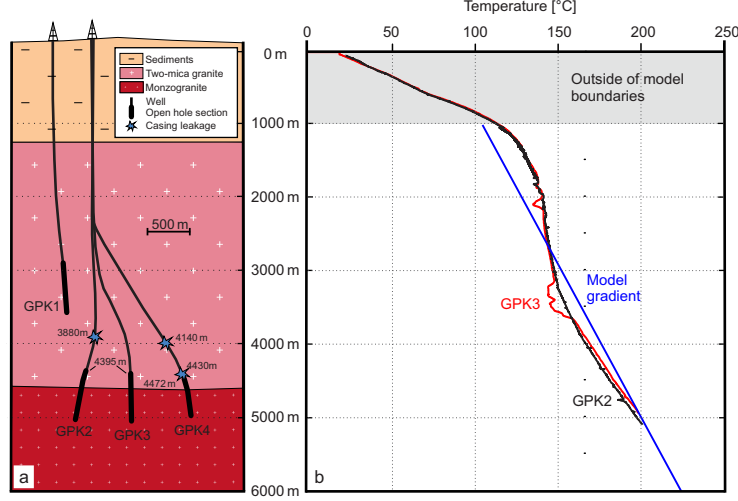 Sediments
Two-mica granite
Monzogranite
Well
Open hole section
Casing leakage
500 m
GPK1
3880m
4140m
4395m
4430m
4472m
GPK2
GPK3
GPK4
a
0 m
1000 m
2000 m
3000 m
4000 m
5000 m
6000 m
Temperature [°C]
0
50
100
150
200
250
Outside of model
boundaries
Model
gradient
GPK3
GPK2
b